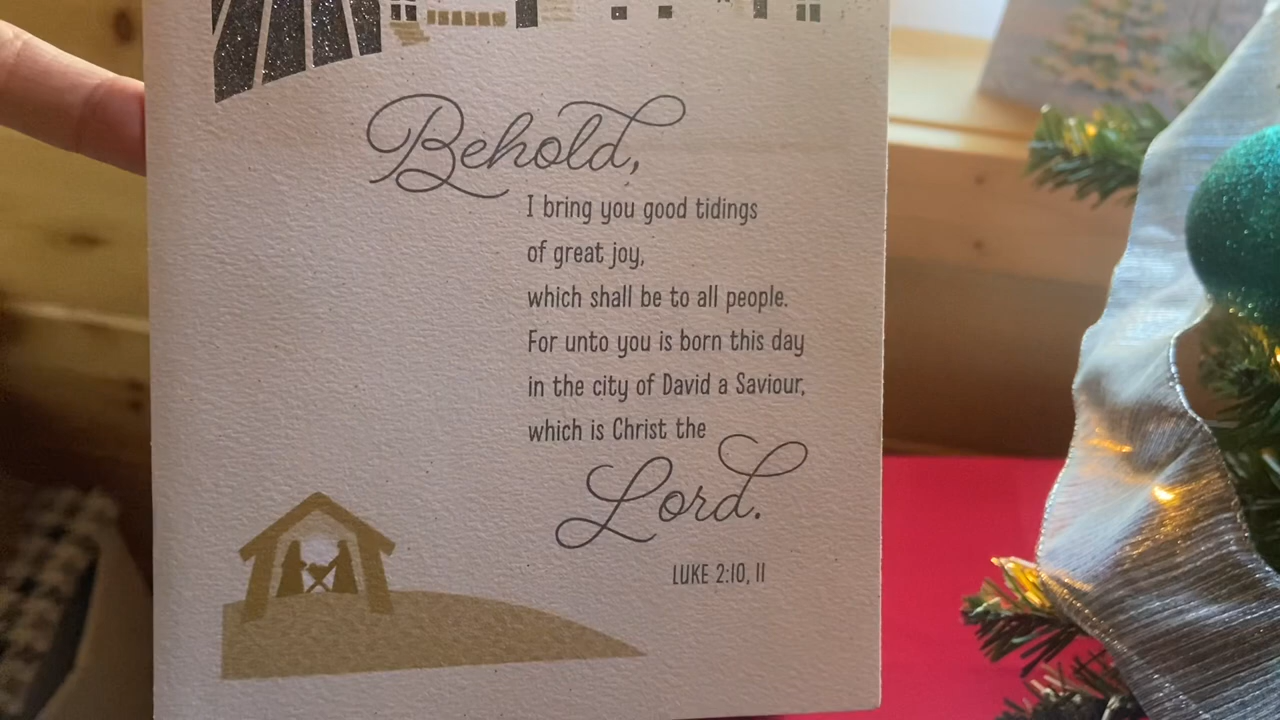 Behold,
I bring you good tidings
of great joy,
which shall be to all people.
For unto you is born this day
in the city of David a Saviour,
which is Christ the
Lord.
LUKE 2:10, 11